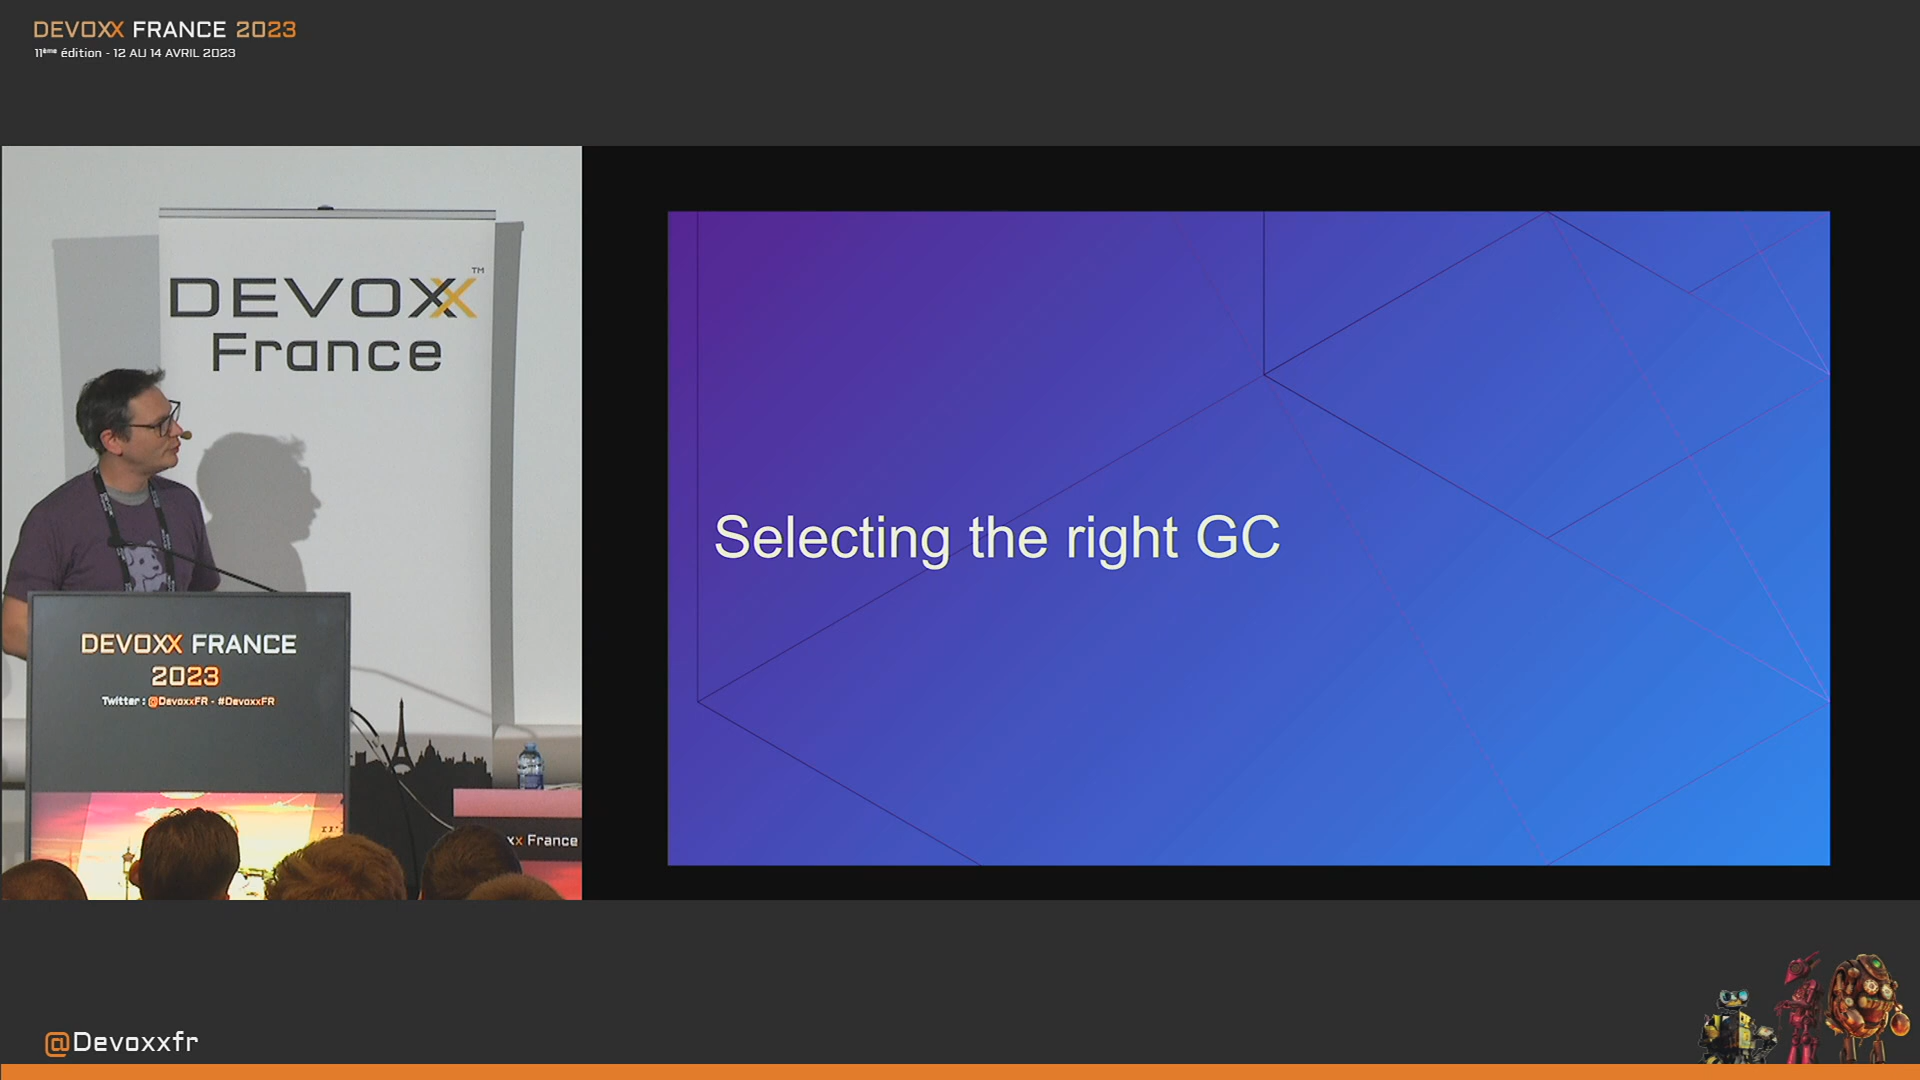 DEVOXX FRANCE 2023
11ème édition - 12 AU 14 AVRIL 2023
DEVOXX™
France
Selecting the right GC
DEVOXX FRANCE
2023
Twitter : @DevoxxFR - #DevoxxFR
xx France
@Devoxxfr